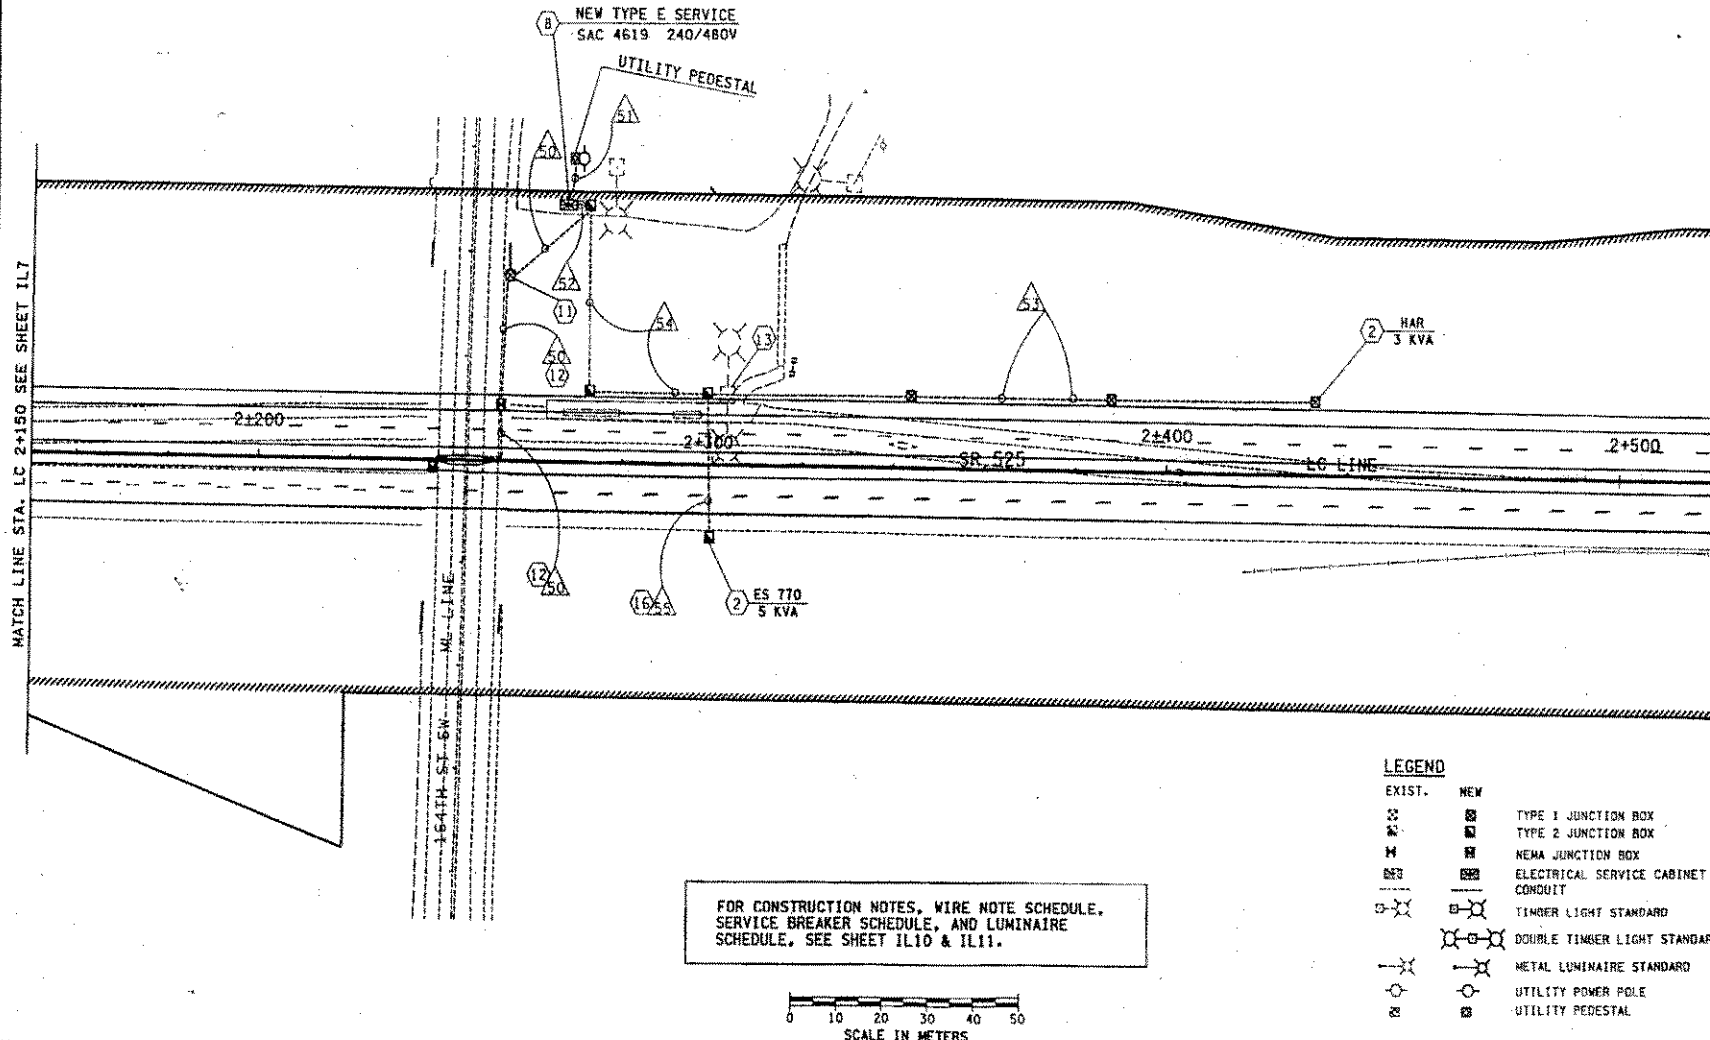 8
NEW TYPE E SERVICE
SAC 4619 240/480V
UTILITY PEDESTAL
51
50
52
11
54
13
53
2
HAR
3 KVA
50
12
MATCH LINE STA. LC 2+150 SEE SHEET IL7
2+200
2+400
2+500
SR 525
LC LINE
12
50
16
55
2
ES 770
5 KVA
164TH ST SW
ML LINE
LEGEND
EXIST. NEW
TYPE 1 JUNCTION BOX
TYPE 2 JUNCTION BOX
NEMA JUNCTION BOX
ELECTRICAL SERVICE CABINET
CONDUIT
TIMBER LIGHT STANDARD
DOUBLE TIMBER LIGHT STANDAR
METAL LUMINAIRE STANDARD
UTILITY POWER POLE
UTILITY PEDESTAL
FOR CONSTRUCTION NOTES, WIRE NOTE SCHEDULE,
SERVICE BREAKER SCHEDULE, AND LUMINAIRE
SCHEDULE, SEE SHEET IL10 & IL11.
0 10 20 30 40 50
SCALE IN METERS